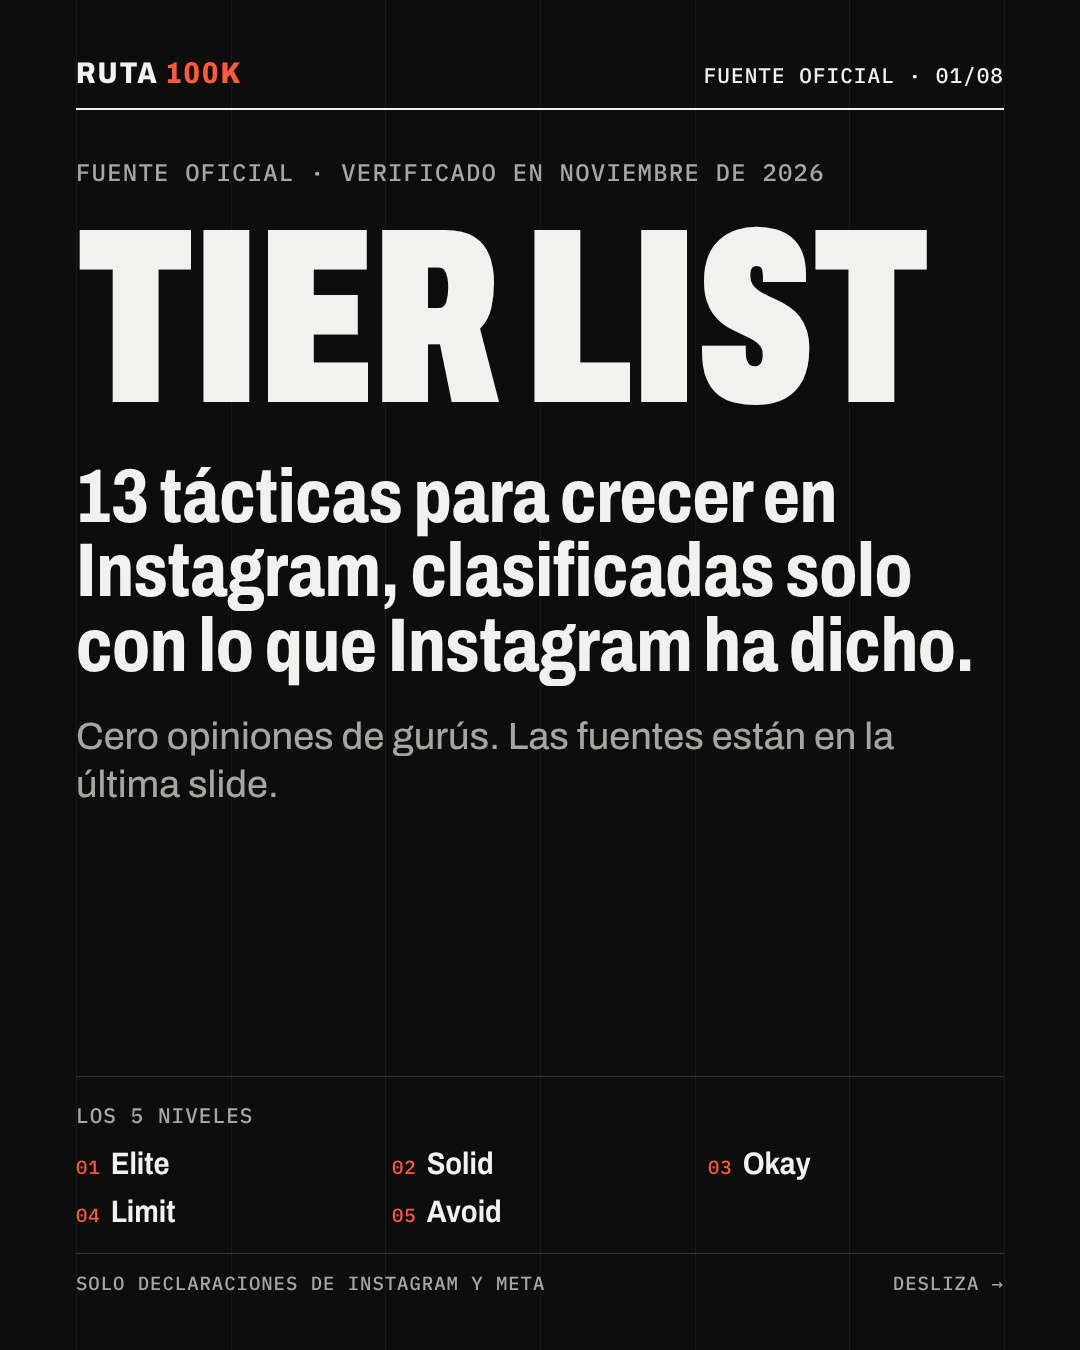 RUTA 100K
FUENTE OFICIAL · 01/08
FUENTE OFICIAL · VERIFICADO EN NOVIEMBRE DE 2026
TIER LIST
13 tácticas para crecer en
Instagram, clasificadas solo
con lo que Instagram ha dicho.
Cero opiniones de gurús. Las fuentes están en la
última slide.
LOS 5 NIVELES
01 Elite
02 Solid
03 Okay
04 Limit
05 Avoid
SOLO DECLARACIONES DE INSTAGRAM Y META
DESLIZA →